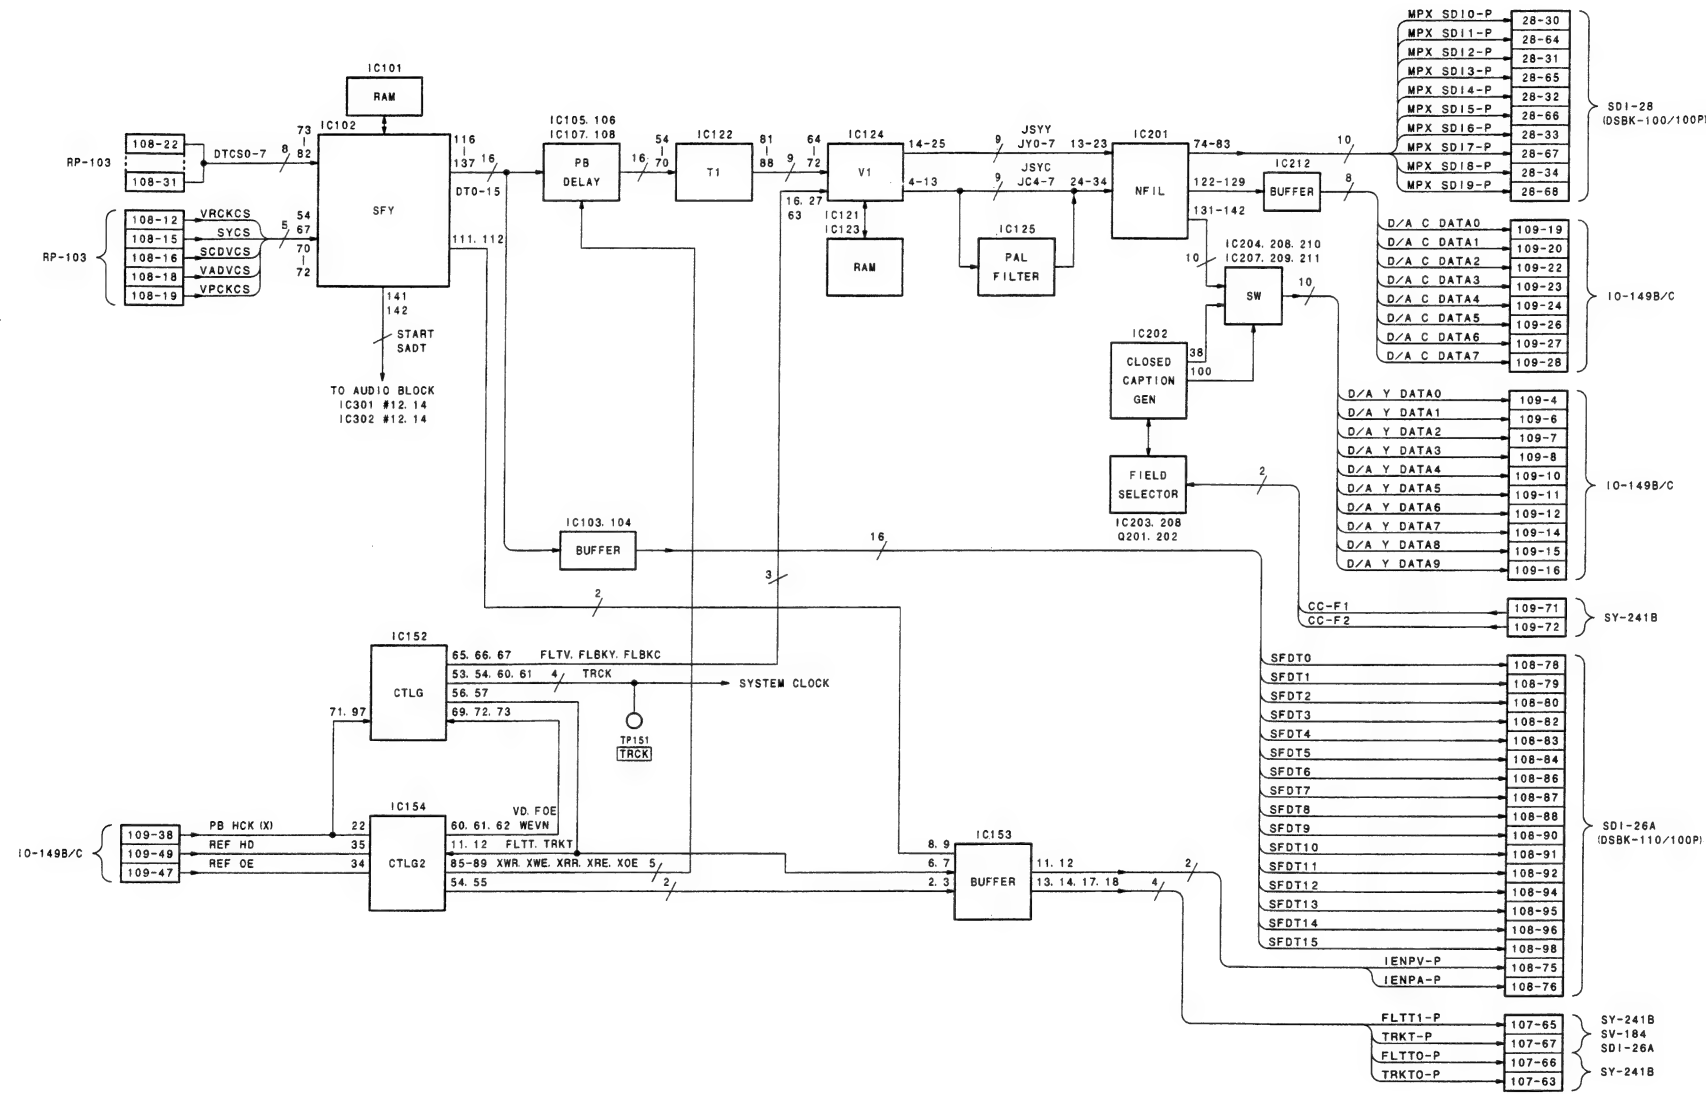 RP-103
108-22
108-31
DTCS0-7
8
73
82
IC101
RAM
IC102
SFY
116
137
16
DT0-15
111. 112
RP-103
108-12
108-15
108-16
108-18
108-19
VRCKCS
SYCS
SCDVCS
VADVCS
VPCKCS
5
54
67
70
72
141
142
START
SADT
TO AUDIO BLOCK
IC301 #12. 14
IC302 #12. 14
IC105. 106
IC107. 108
PB
DELAY
16
54
70
IC122
T1
81
88
9
64
72
IC124
V1
16. 27
63
14-25
4-13
IC121
IC123
RAM
9
JSYY
JY0-7
13-23
9
JSYC
JC4-7
24-34
IC125
PAL
FILTER
IC201
NFIL
74-83
10
122-129
131-142
IC212
BUFFER
8
10
IC204. 208. 210
IC207. 209. 211
SW
10
IC202
CLOSED
CAPTION
GEN
38
100
FIELD
SELECTOR
IC203. 208
Q201. 202
2
MPX SDI0-P 28-30
MPX SDI1-P 28-64
MPX SDI2-P 28-31
MPX SDI3-P 28-65
MPX SDI4-P 28-32
MPX SDI5-P 28-66
MPX SDI6-P 28-33
MPX SDI7-P 28-67
MPX SDI8-P 28-34
MPX SDI9-P 28-68
SDI-28
(DSBK-100/100P)
D/A C DATA0 109-19
D/A C DATA1 109-20
D/A C DATA2 109-22
D/A C DATA3 109-23
D/A C DATA4 109-24
D/A C DATA5 109-26
D/A C DATA6 109-27
D/A C DATA7 109-28
IO-149B/C
D/A Y DATA0 109-4
D/A Y DATA1 109-6
D/A Y DATA2 109-7
D/A Y DATA3 109-8
D/A Y DATA4 109-10
D/A Y DATA5 109-11
D/A Y DATA6 109-12
D/A Y DATA7 109-14
D/A Y DATA8 109-15
D/A Y DATA9 109-16
IO-149B/C
CC-F1 109-71
CC-F2 109-72
SY-241B
IC103. 104
BUFFER
16
2
3
SFDT0 108-78
SFDT1 108-79
SFDT2 108-80
SFDT3 108-82
SFDT4 108-83
SFDT5 108-84
SFDT6 108-86
SFDT7 108-87
SFDT8 108-88
SFDT9 108-90
SFDT10 108-91
SFDT11 108-92
SFDT12 108-94
SFDT13 108-95
SFDT14 108-96
SFDT15 108-98
IENPV-P 108-75
IENPA-P 108-76
SDI-26A
(DSBK-110/100P)
IC152
CTLG
71. 97
65. 66. 67 FLTV. FLBKY. FLBKC
53. 54. 60. 61 4 TRCK
SYSTEM CLOCK
56. 57
69. 72. 73
TP151
TRCK
IO-149B/C
109-38 PB HCK (X) 22
109-49 REF HD 35
109-47 REF OE 34
IC154
CTLG2
VD. FOE
60. 61. 62 WEVN
11. 12 FLTT. TRKT
85-89 XWR. XWE. XRR. XRE. XOE 5
54. 55
2
IC153
BUFFER
8. 9
6. 7
2. 3
11. 12
2
13. 14. 17. 18
4
FLTT1-P 107-65
TRKT-P 107-67
FLTT0-P 107-66
TRKT0-P 107-63
SY-241B
SV-184
SDI-26A
SY-241B